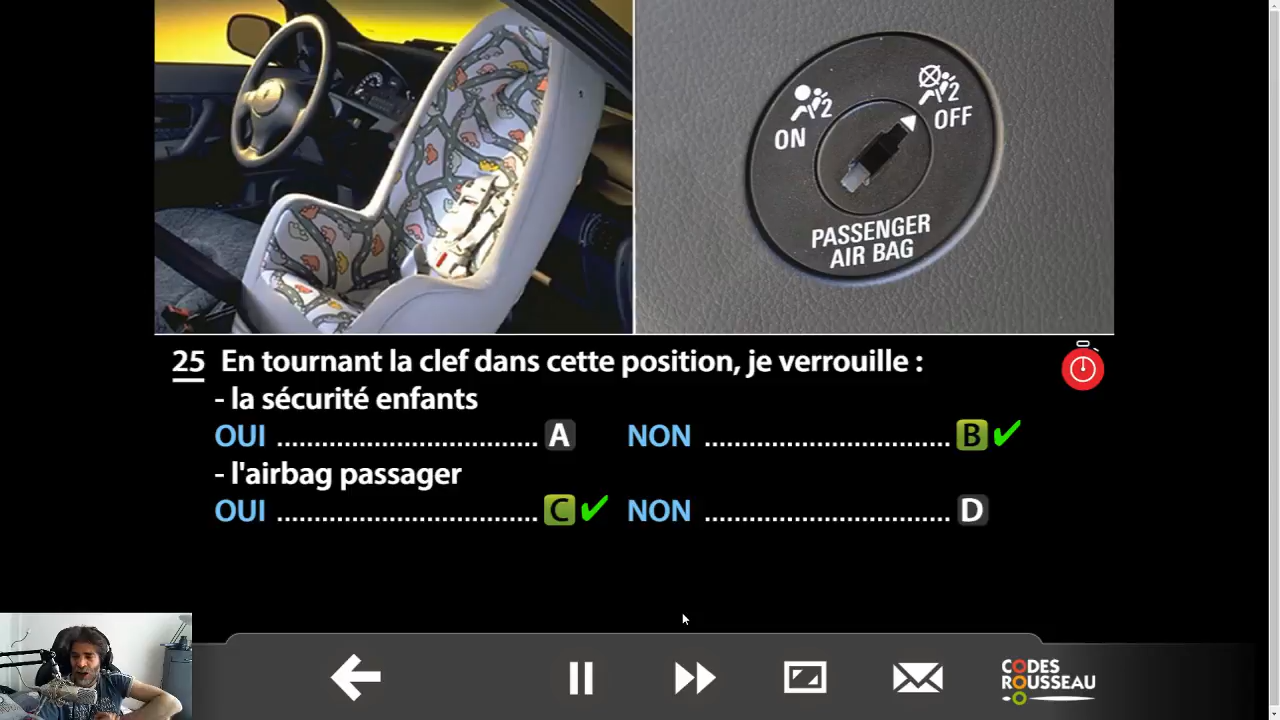 ON
OFF
PASSENGER
AIR BAG
25 En tournant la clef dans cette position, je verrouille :
- la sécurité enfants
OUI .................................... A NON .................................. B ✔
- l'airbag passager
OUI .................................... C ✔ NON .................................. D
CODES
ROUSSEAU